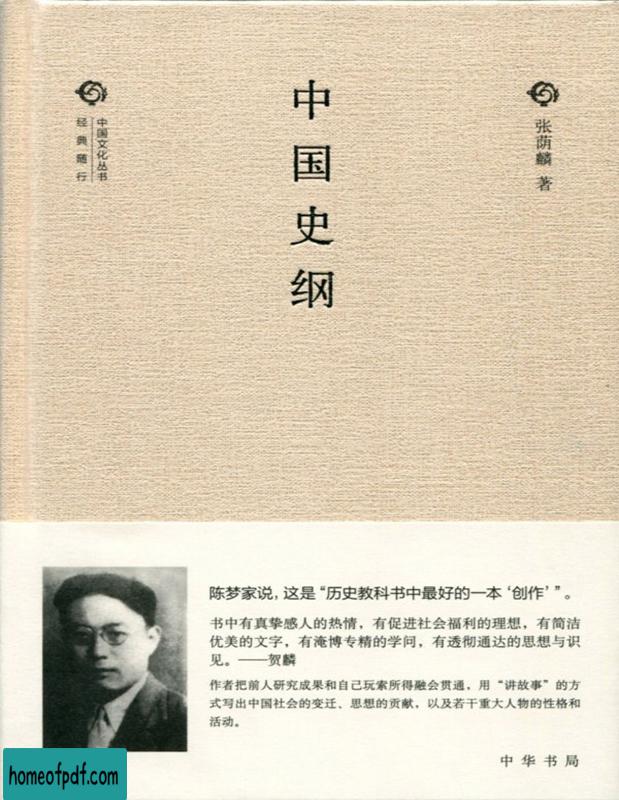 中国史纲
张荫麟 著
中国文化丛书
经典随行
陈梦家说，这是“历史教科书中最好的一本‘创作’”。
书中有真挚感人的热情，有促进社会福利的理想，有简洁
优美的文字，有淹博专精的学问，有透彻通达的思想与识
见。——贺麟
作者把前人研究成果和自己玩索所得融会贯通，用“讲故事”的方
式写出中国社会的变迁、思想的贡献，以及若干重大人物的性格和
活动。
中华书局
homeofpdf.com